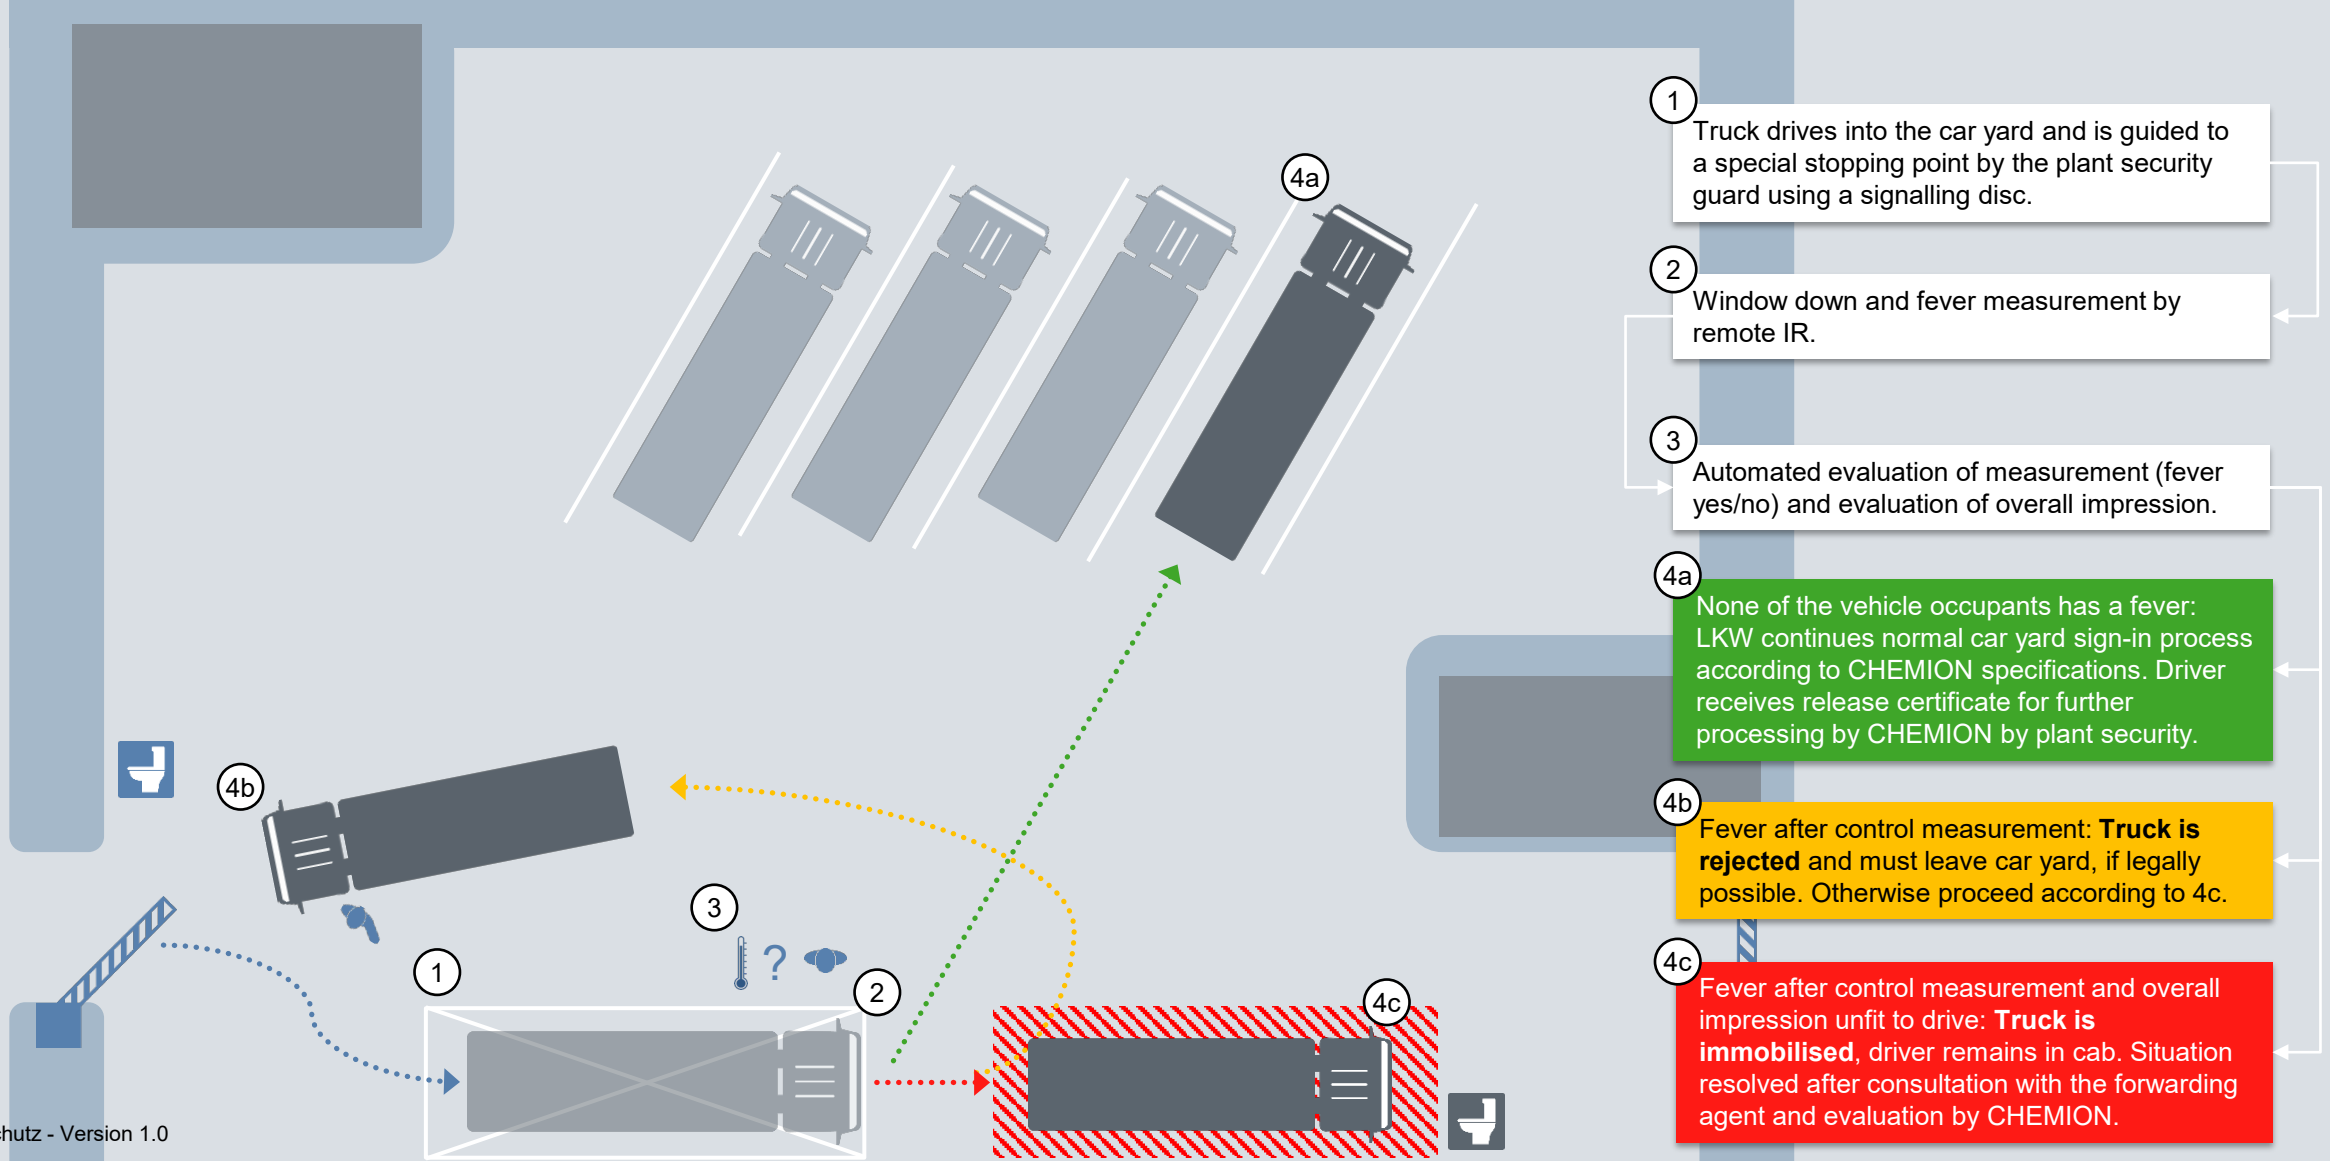 1
Truck drives into the car yard and is guided to
a special stopping point by the plant security
guard using a signalling disc.
2
Window down and fever measurement by
remote IR.
3
Automated evaluation of measurement (fever
yes/no) and evaluation of overall impression.
4a
None of the vehicle occupants has a fever:
LKW continues normal car yard sign-in process
according to CHEMION specifications. Driver
receives release certificate for further
processing by CHEMION by plant security.
4b
Fever after control measurement: Truck is
rejected and must leave car yard, if legally
possible. Otherwise proceed according to 4c.
4c
Fever after control measurement and overall
impression unfit to drive: Truck is
immobilised, driver remains in cab. Situation
resolved after consultation with the forwarding
agent and evaluation by CHEMION.
4a
4b
3
?
1
2
4c
hutz - Version 1.0